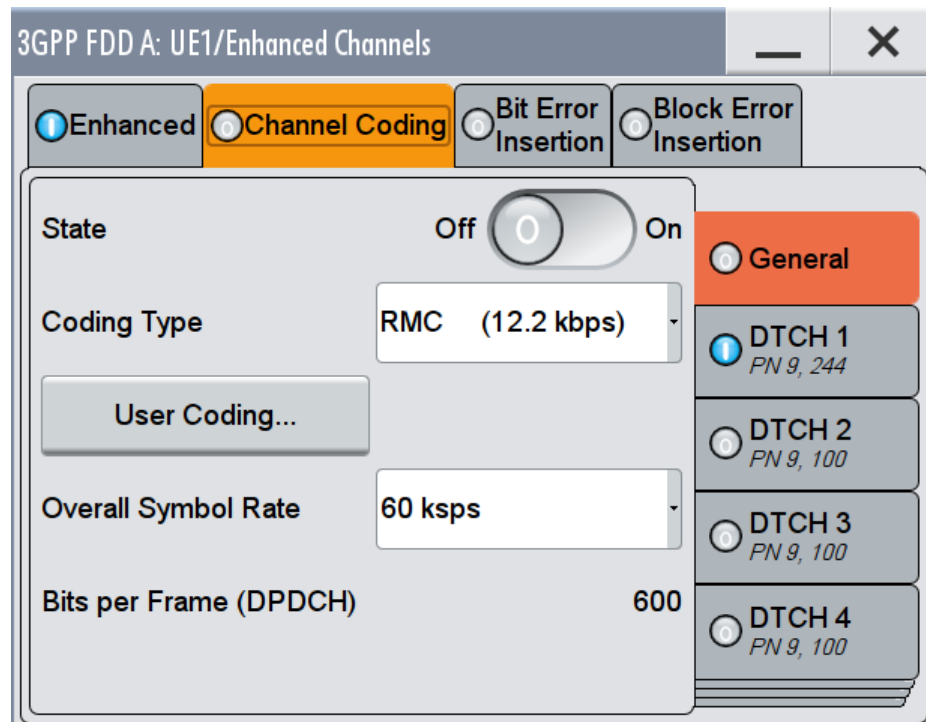 3GPP FDD A: UE1/Enhanced Channels
Enhanced
Channel Coding
Bit Error
Insertion
Block Error
Insertion
State
Off
On
Coding Type
RMC (12.2 kbps)
User Coding...
Overall Symbol Rate
60 ksps
Bits per Frame (DPDCH)
600
General
DTCH 1
PN 9, 244
DTCH 2
PN 9, 100
DTCH 3
PN 9, 100
DTCH 4
PN 9, 100